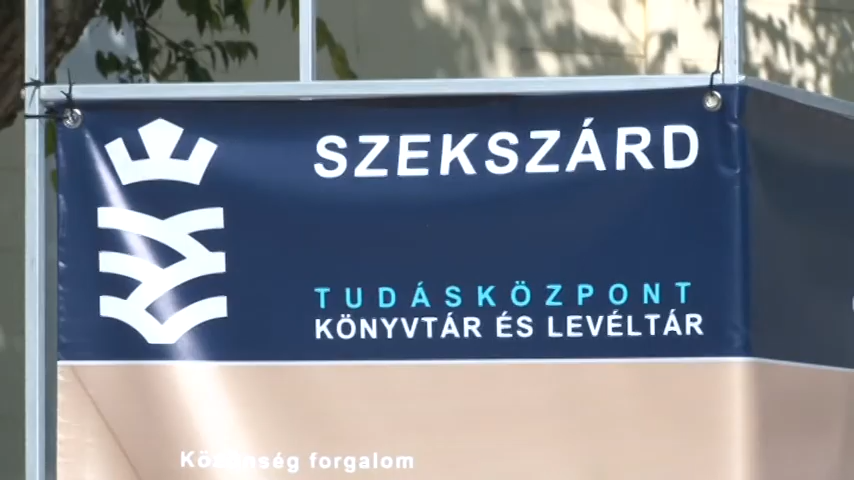 SZEKSZÁRD
TUDÁSKÖZPONT
KÖNYVTÁR ÉS LEVÉLTÁR
Közönség forgalom